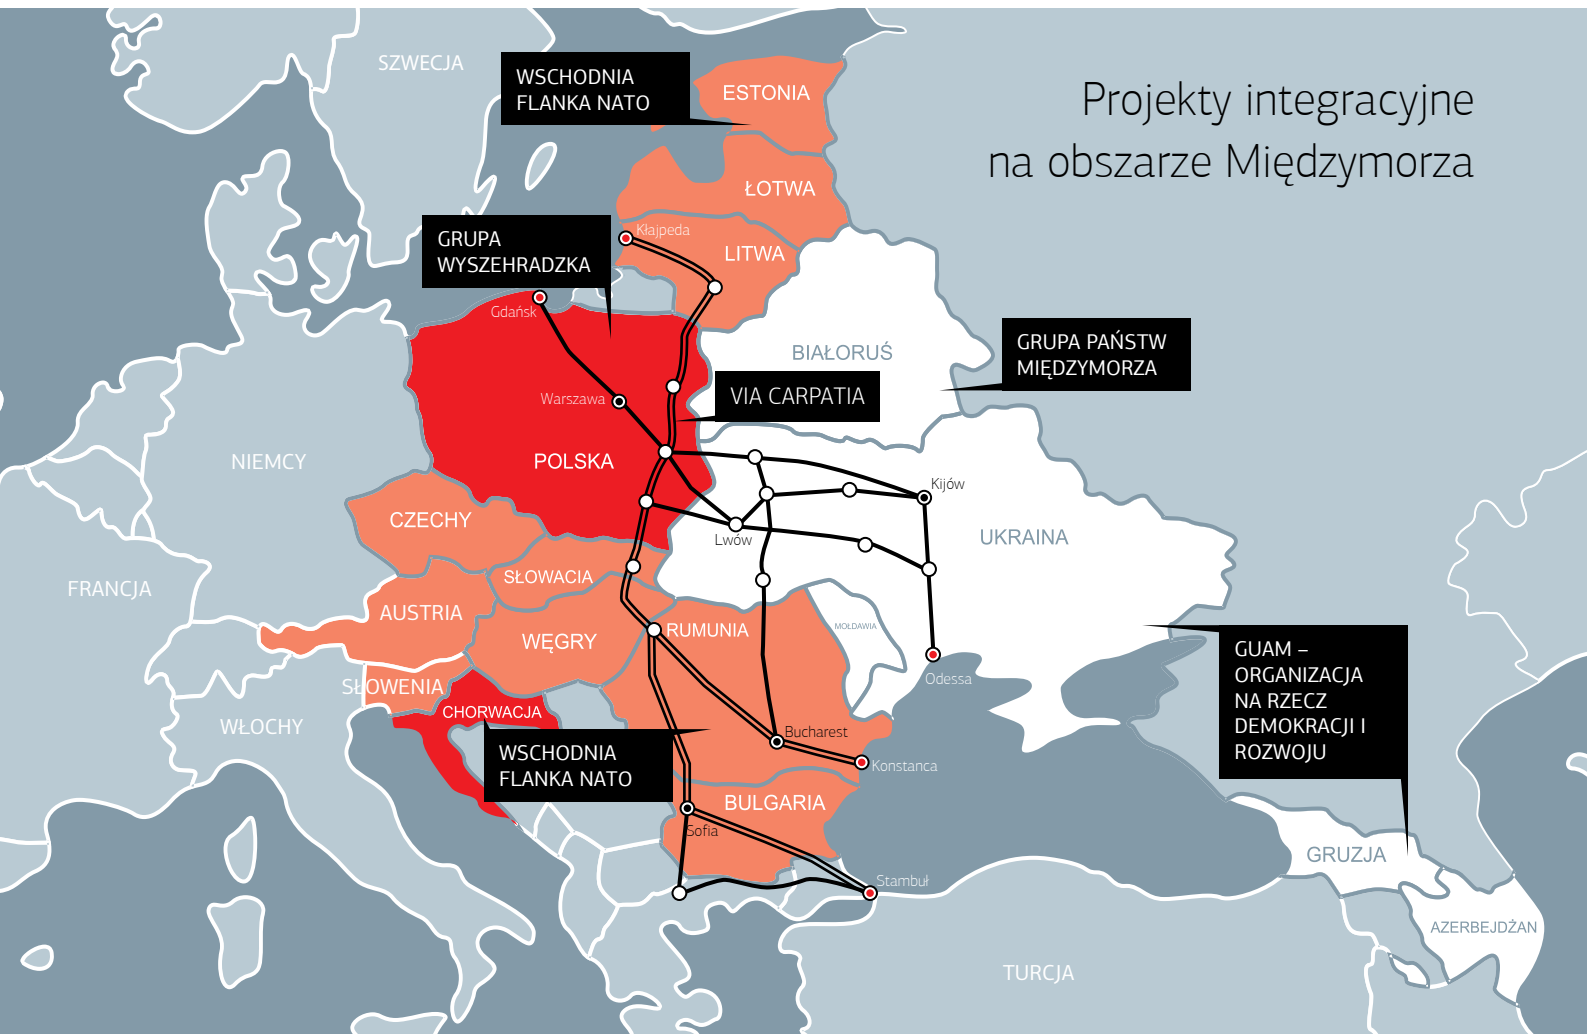 SZWECJA
WSCHODNIA
FLANKA NATO
ESTONIA
Projekty integracyjne
na obszarze Międzymorza
ŁOTWA
GRUPA
WYSZEHRADZKA
Kłajpeda
LITWA
Gdańsk
BIAŁORUŚ
GRUPA PAŃSTW
MIĘDZYMORZA
VIA CARPATIA
Warszawa
NIEMCY
POLSKA
Kijów
CZECHY
Lwów
UKRAINA
SŁOWACJA
FRANCJA
AUSTRIA
WĘGRY
RUMUNIA
MOŁDAWIA
GUAM –
ORGANIZACJA
NA RZECZ
DEMOKRACJI I
ROZWOJU
Odessa
SŁOWENIA
CHORWACJA
WŁOCHY
Bucharest
WSCHODNIA
FLANKA NATO
Konstanca
BULGARIA
Sofia
GRUZJA
Stambuł
AZERBEJDŻAN
TURCJA